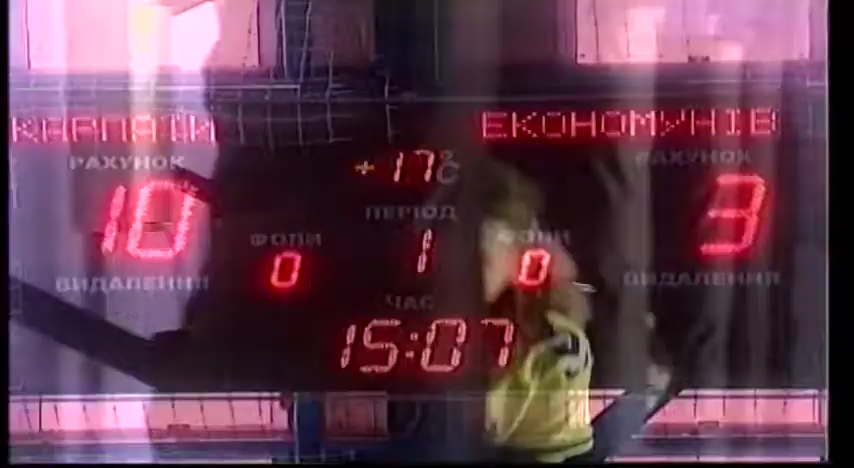 КАРПАТИ ЕКОНОМУНІВ
РАХУНОК +17°C РАХУНОК
ПЕРІОД
10 ФОЛИ 1 ФОЛИ 3
0 0
ВИДАЛЕННЯ ВИДАЛЕННЯ
ЧАС
15:07